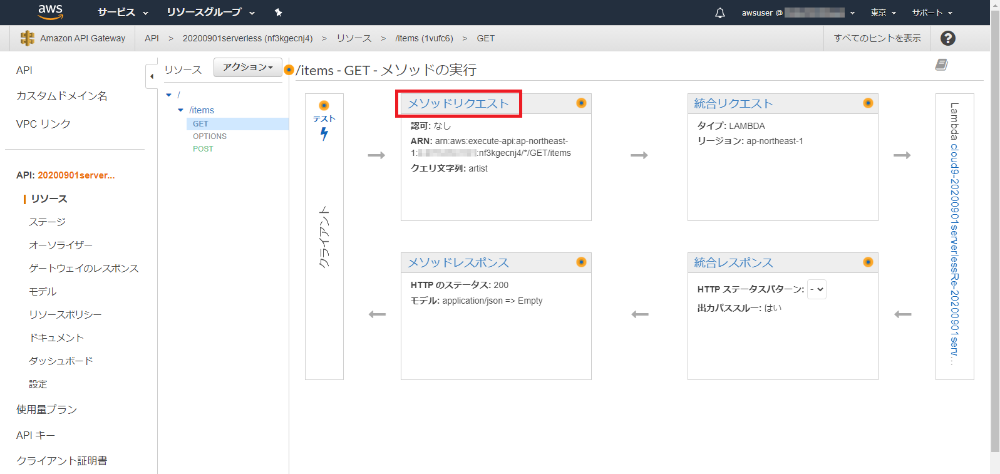 aws サービス リソースグループ awsuser @ 東京 サポート
Amazon API Gateway API > 20200901serverless (nf3kgecnj4) > リソース > /items (1vufc6) > GET すべてのヒントを表示 ?
API
カスタムドメイン名
VPC リンク
API: 20200901server...
リソース
ステージ
オーソライザー
ゲートウェイのレスポンス
モデル
リソースポリシー
ドキュメント
ダッシュボード
設定
使用量プラン
API キー
クライアント証明書
リソース アクション
/
/items
GET
OPTIONS
POST
/items - GET - メソッドの実行
テスト
クライアント
メソッドリクエスト
認可: なし
ARN: arn:aws:execute-api:ap-northeast-
1: :nf3kgecnj4/*/GET/items
クエリ文字列: artist
統合リクエスト
タイプ: LAMBDA
リージョン: ap-northeast-1
Lambda cloud9-20200901serverlessRe-20200901serv...
メソッドレスポンス
HTTP のステータス: 200
モデル: application/json => Empty
統合レスポンス
HTTP ステータスパターン: -
出力パススルー: はい